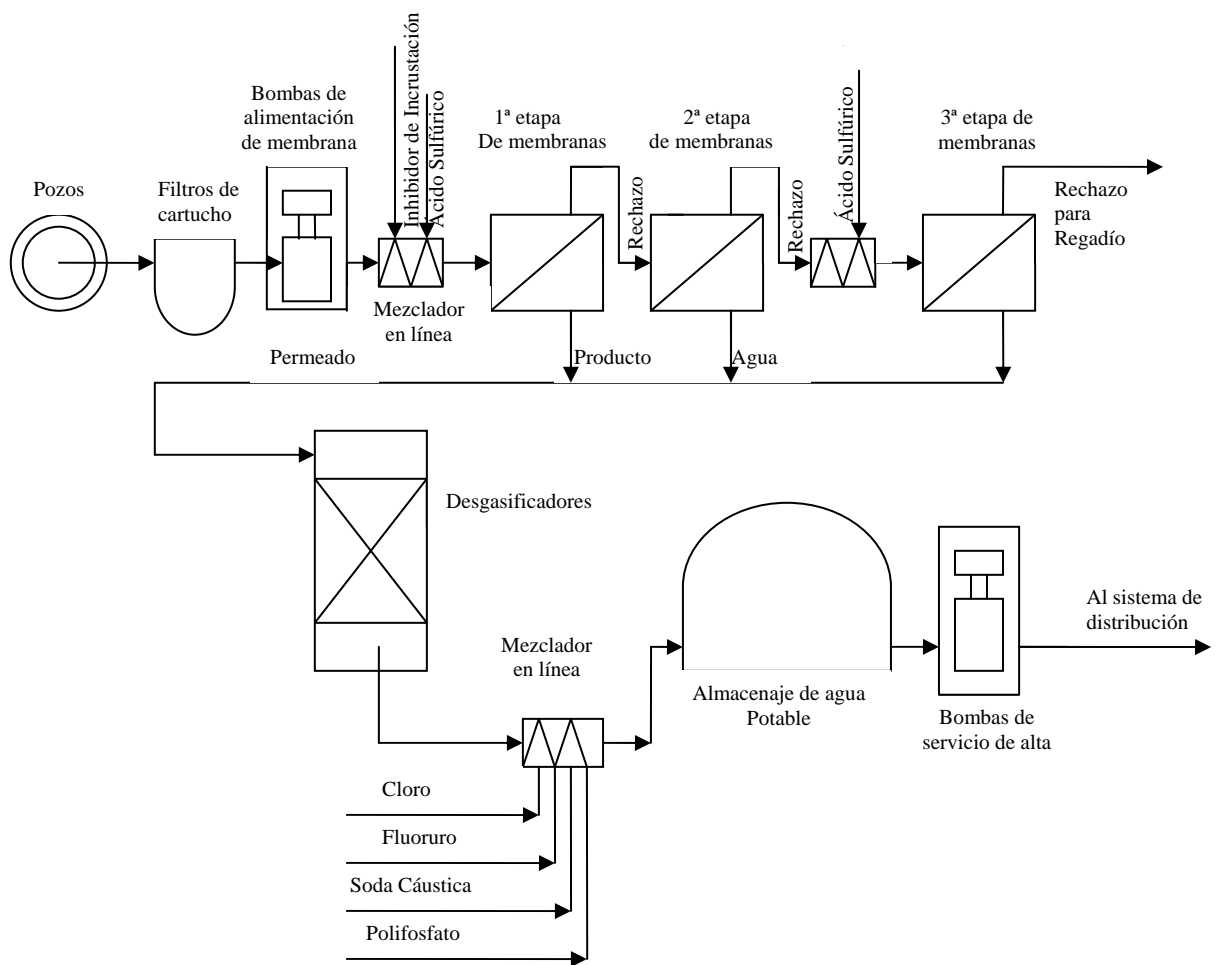 Pozos
Filtros de
cartucho
Bombas de
alimentación
de membrana
Inhibidor de Incrustación
Ácido Sulfúrico
Mezclador
en línea
1ª etapa
De membranas
Rechazo
2ª etapa
de membranas
Rechazo
Ácido Sulfúrico
3ª etapa de
membranas
Rechazo
para
Regadío
Permeado
Producto
Agua
Desgasificadores
Mezclador
en línea
Cloro
Fluoruro
Soda Cáustica
Polifosfato
Almacenaje de agua
Potable
Bombas de
servicio de alta
Al sistema de
distribución